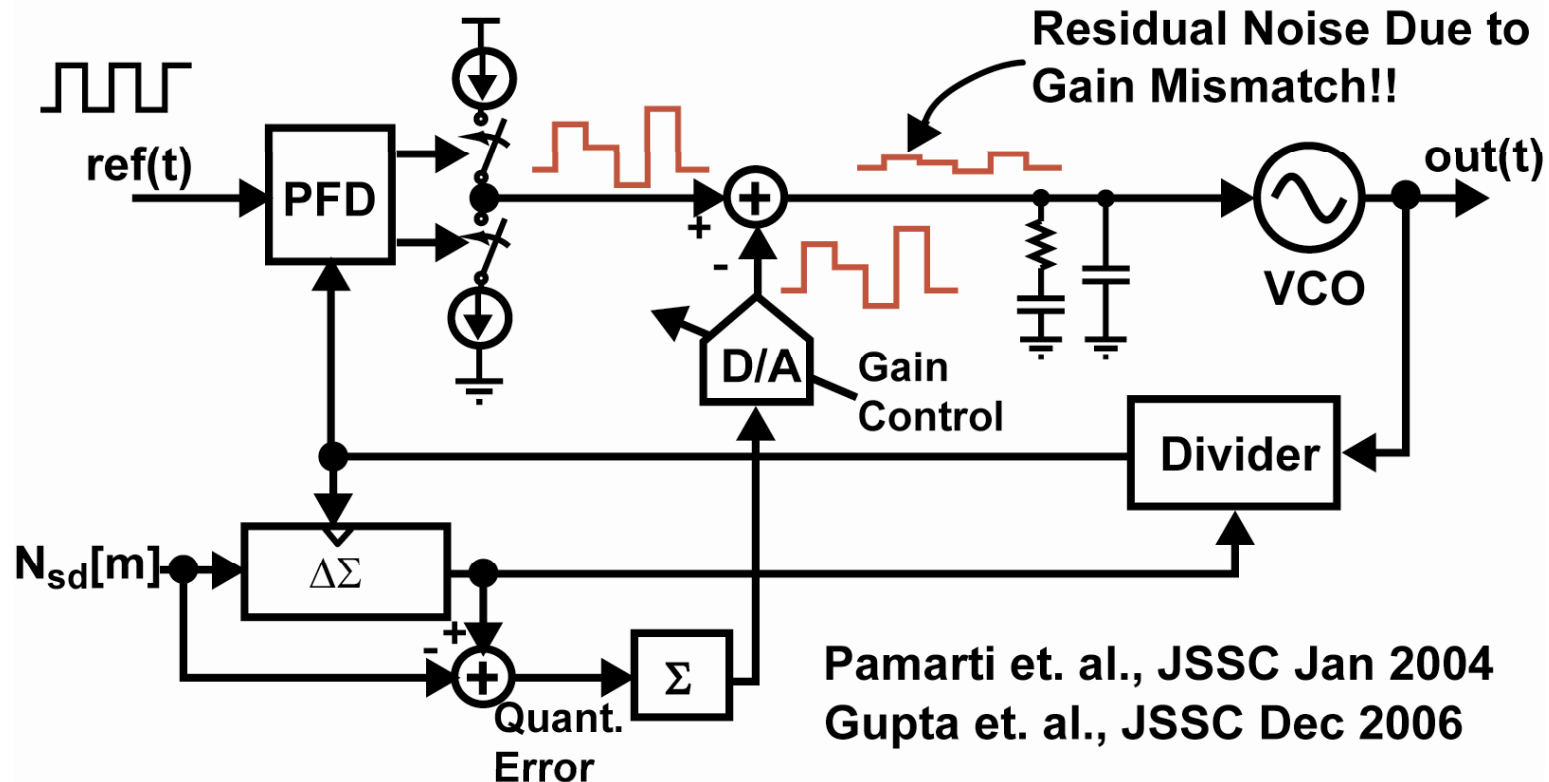 Residual Noise Due to
Gain Mismatch!!
ref(t)
PFD
+
+
-
out(t)
VCO
D/A
Gain
Control
Divider
N_sd[m]
ΔΣ
+
-
+
Σ
Quant.
Error
Pamarti et. al., JSSC Jan 2004
Gupta et. al., JSSC Dec 2006